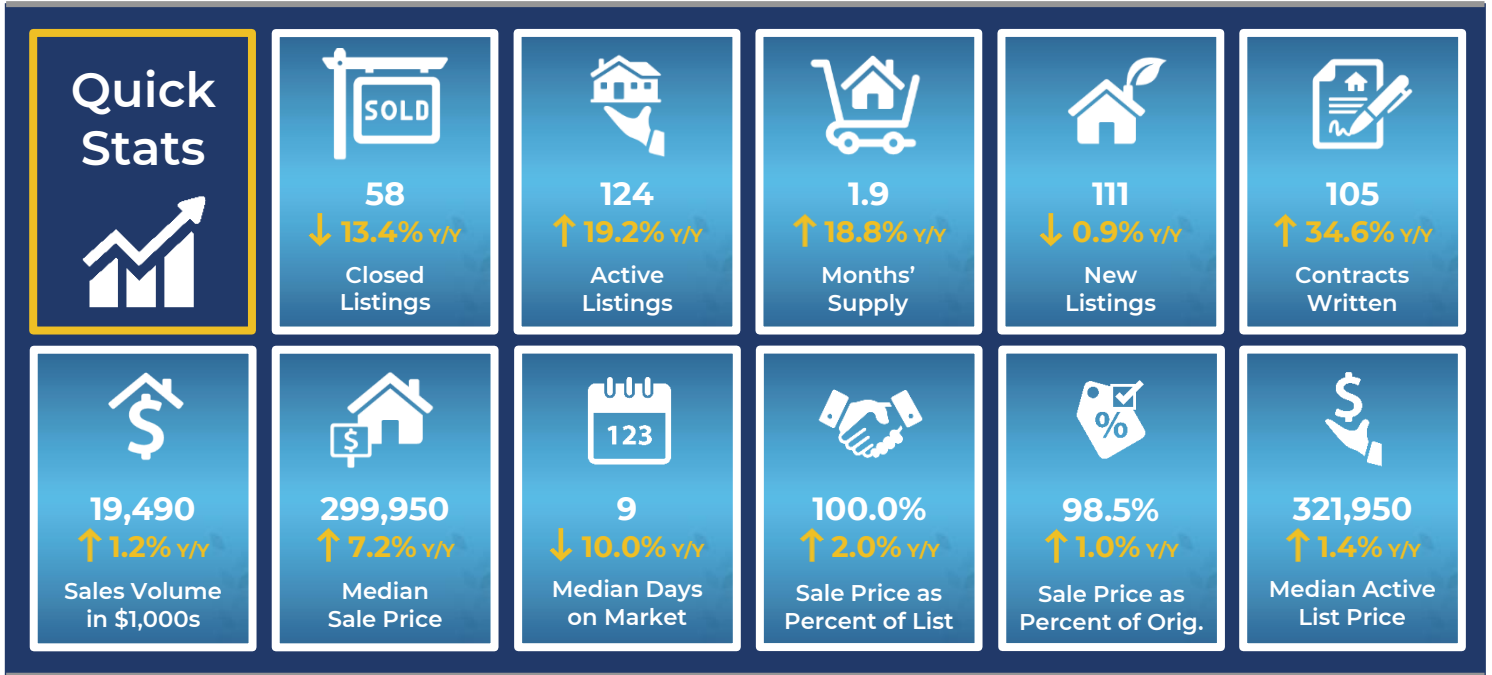 Quick
Stats
SOLD
58
↓ 13.4% Y/Y
Closed
Listings
124
↑ 19.2% Y/Y
Active
Listings
1.9
↑ 18.8% Y/Y
Months’
Supply
111
↓ 0.9% Y/Y
New
Listings
105
↑ 34.6% Y/Y
Contracts
Written
$
19,490
↑ 1.2% Y/Y
Sales Volume
in $1,000s
$
299,950
↑ 7.2% Y/Y
Median
Sale Price
123
9
↓ 10.0% Y/Y
Median Days
on Market
100.0%
↑ 2.0% Y/Y
Sale Price as
Percent of List
%
98.5%
↑ 1.0% Y/Y
Sale Price as
Percent of Orig.
$
321,950
↑ 1.4% Y/Y
Median Active
List Price